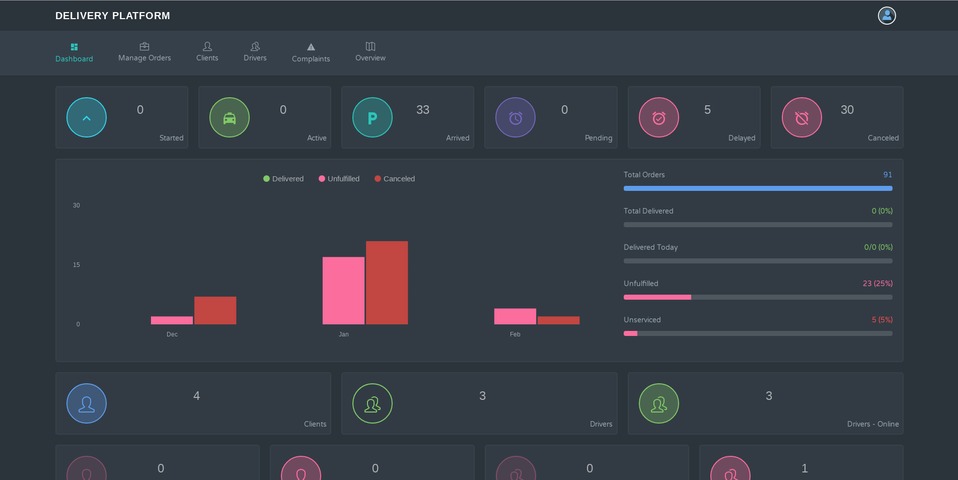 DELIVERY PLATFORM
Dashboard Manage Orders Clients Drivers Complaints Overview
0 0 33 0 5 30
Started Active Arrived Pending Delayed Canceled
Delivered Unfulfilled Canceled
30
15
0
Dec Jan Feb
Total Orders 91
Total Delivered 0 (0%)
Delivered Today 0/0 (0%)
Unfulfilled 23 (25%)
Unserviced 5 (5%)
4 3 3
Clients Drivers Drivers - Online
0 0 0 1